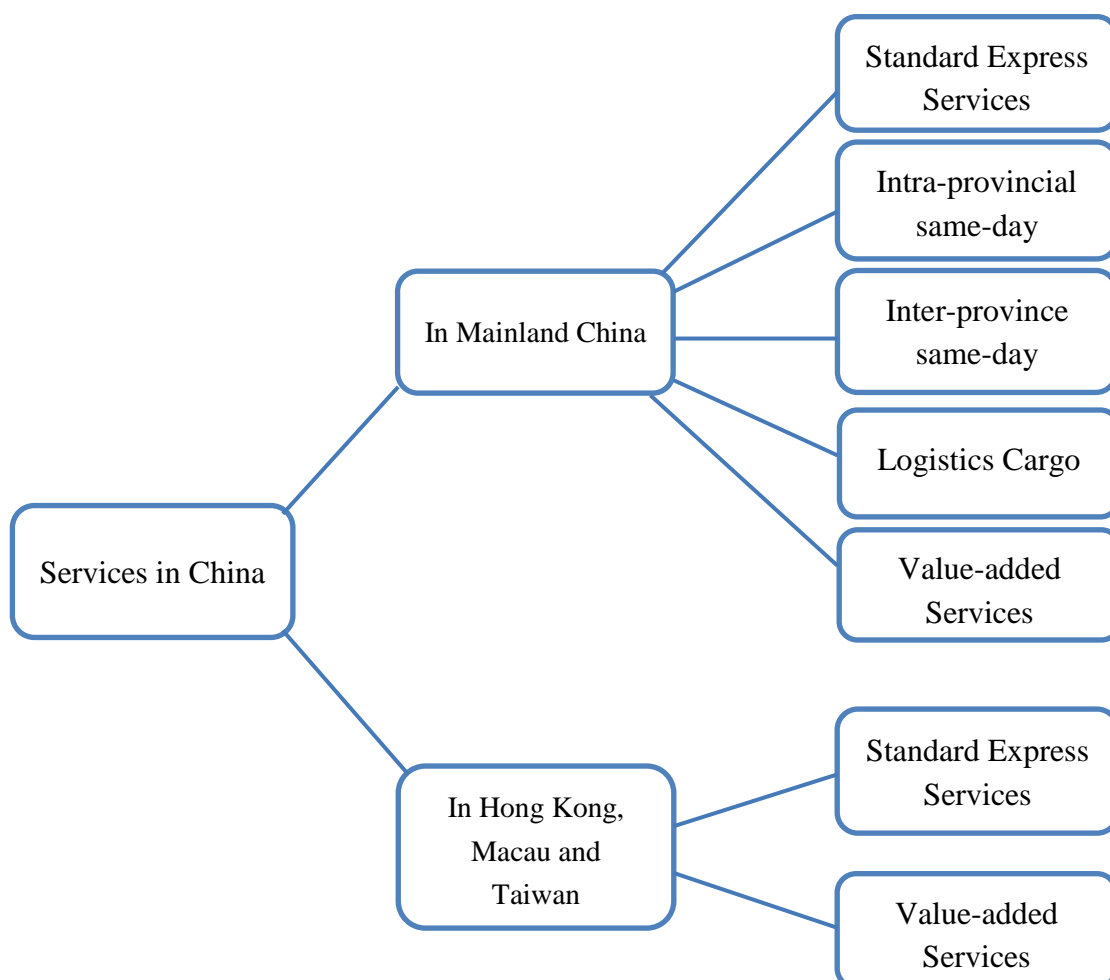 Standard Express
Services
Intra-provincial
same-day
Inter-province
same-day
In Mainland China
Logistics Cargo
Value-added
Services
Services in China
Standard Express
Services
In Hong Kong,
Macau and
Taiwan
Value-added
Services